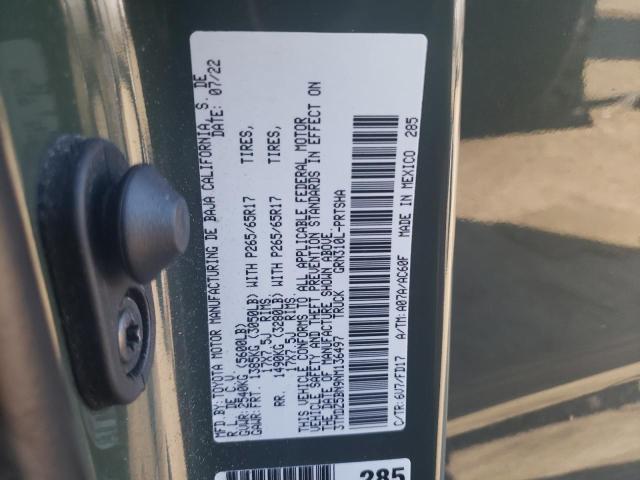 MFD. BY: TOYOTA MOTOR MANUFACTURING DE BAJA CALIFORNIA, S. DE
R.L. DE C.V. DATE: 07/22
GVWR: 2540KG (5600LB)
GAWR: FRT. 1385KG (3050LB) WITH P265/65R17 TIRES,
17X7.5J RIMS.
RR. 1490KG (3280LB) WITH P265/65R17 TIRES,
17X7.5J RIMS.
THIS VEHICLE CONFORMS TO ALL APPLICABLE FEDERAL MOTOR
VEHICLE SAFETY AND THEFT PREVENTION STANDARDS IN EFFECT ON
THE DATE OF MANUFACTURE SHOWN ABOVE.
3TMDZ5BN9NM136497 TRUCK GRN310L-PRTSHA
C/TR: 6U7/FD17 A/TM: A07A/AC60F MADE IN MEXICO 285
285